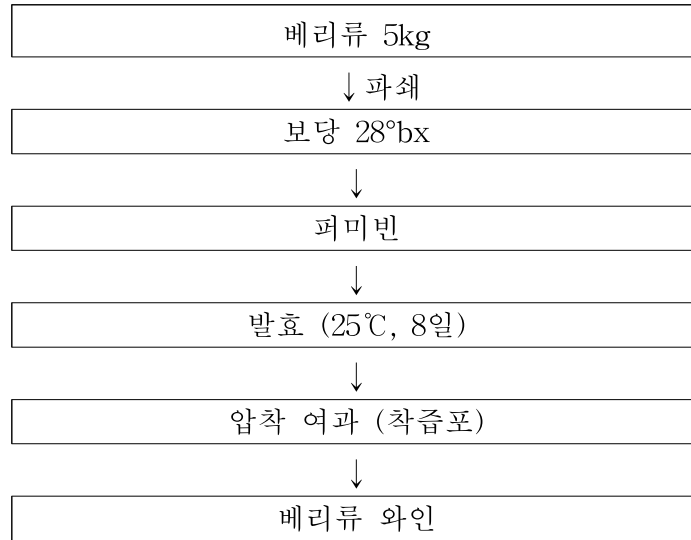 베리류 5kg
↓파쇄
보당 28°bx
↓
퍼미빈
↓
발효 (25℃, 8일)
↓
압착 여과 (착즙포)
↓
베리류 와인